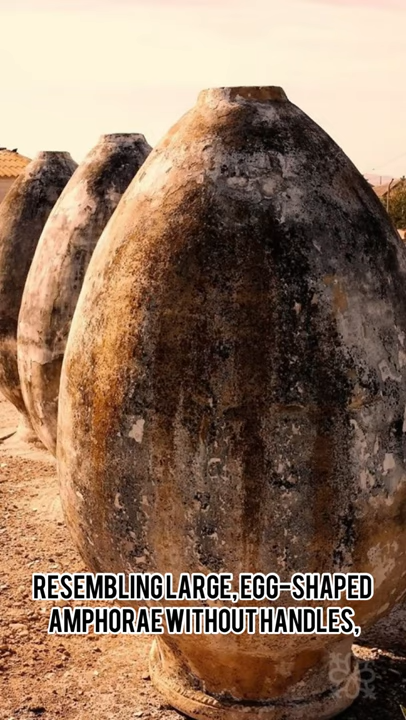 RESEMBLING LARGE, EGG-SHAPED
AMPHORAE WITHOUT HANDLES,